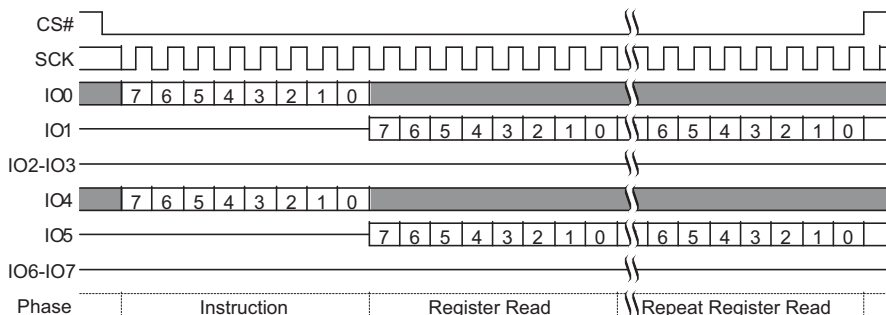 CS#
SCK
IO0 7 6 5 4 3 2 1 0
IO1 7 6 5 4 3 2 1 0 6 5 4 3 2 1 0
IO2-IO3
IO4 7 6 5 4 3 2 1 0
IO5 7 6 5 4 3 2 1 0 6 5 4 3 2 1 0
IO6-IO7
Phase Instruction Register Read Repeat Register Read